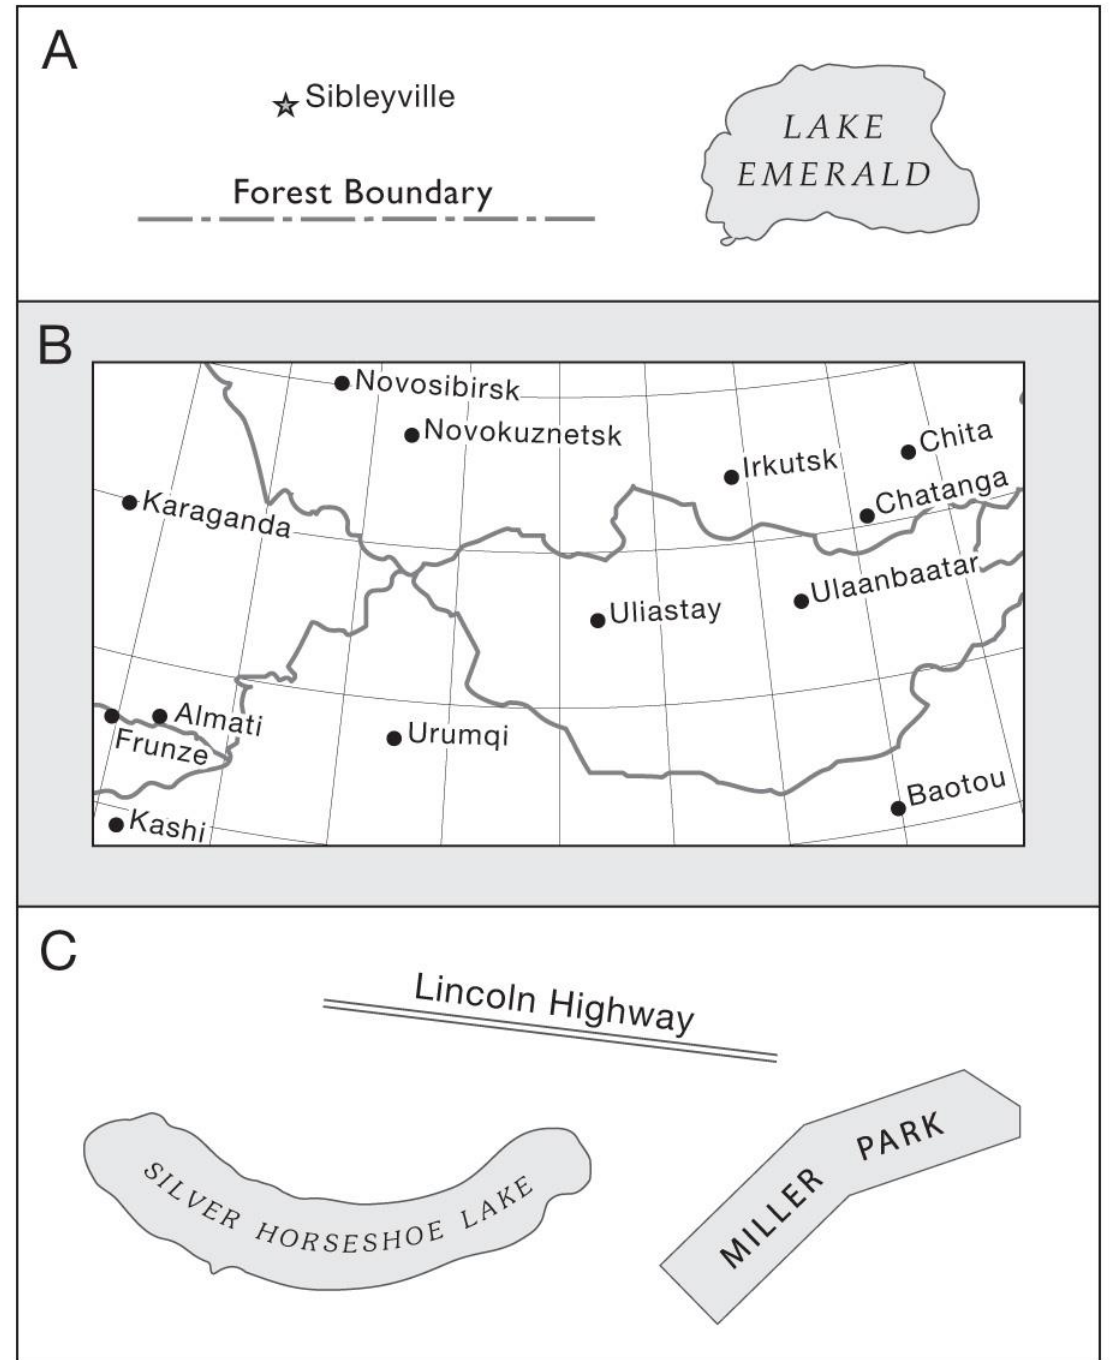 A
Sibleyville
Forest Boundary
LAKE
EMERALD
B
Novosibirsk
Novokuznetsk
Chita
Irkutsk
Karaganda
Chatanga
Ulaanbaatar
Uliastay
Almati
Frunze
Urumqi
Baotou
Kashi
C
Lincoln Highway
SILVER HORSESHOE LAKE
MILLER PARK